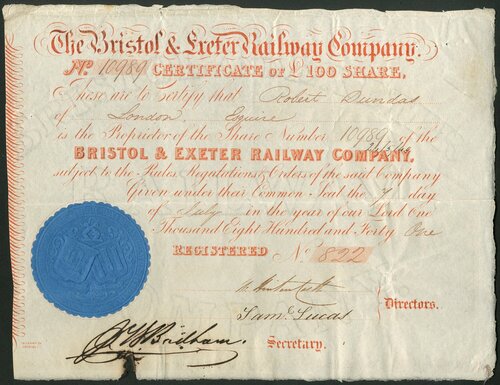 The Bristol & Exeter Railway Company.
No. 10989 CERTIFICATE OF £100 SHARE,
These are to Certify that Robert Dundas
of London Esquire
is the Proprietor of the Share Number 10989 of the
BRISTOL & EXETER RAILWAY COMPANY,
subject to the Rules, Regulations & Orders of the said Company
Given under their Common Seal the 7 day
of July in the year of our Lord One
Thousand Eight Hundred and Forty One
REGISTERED No. 822
Saml. Lucas
Directors.
Secretary.